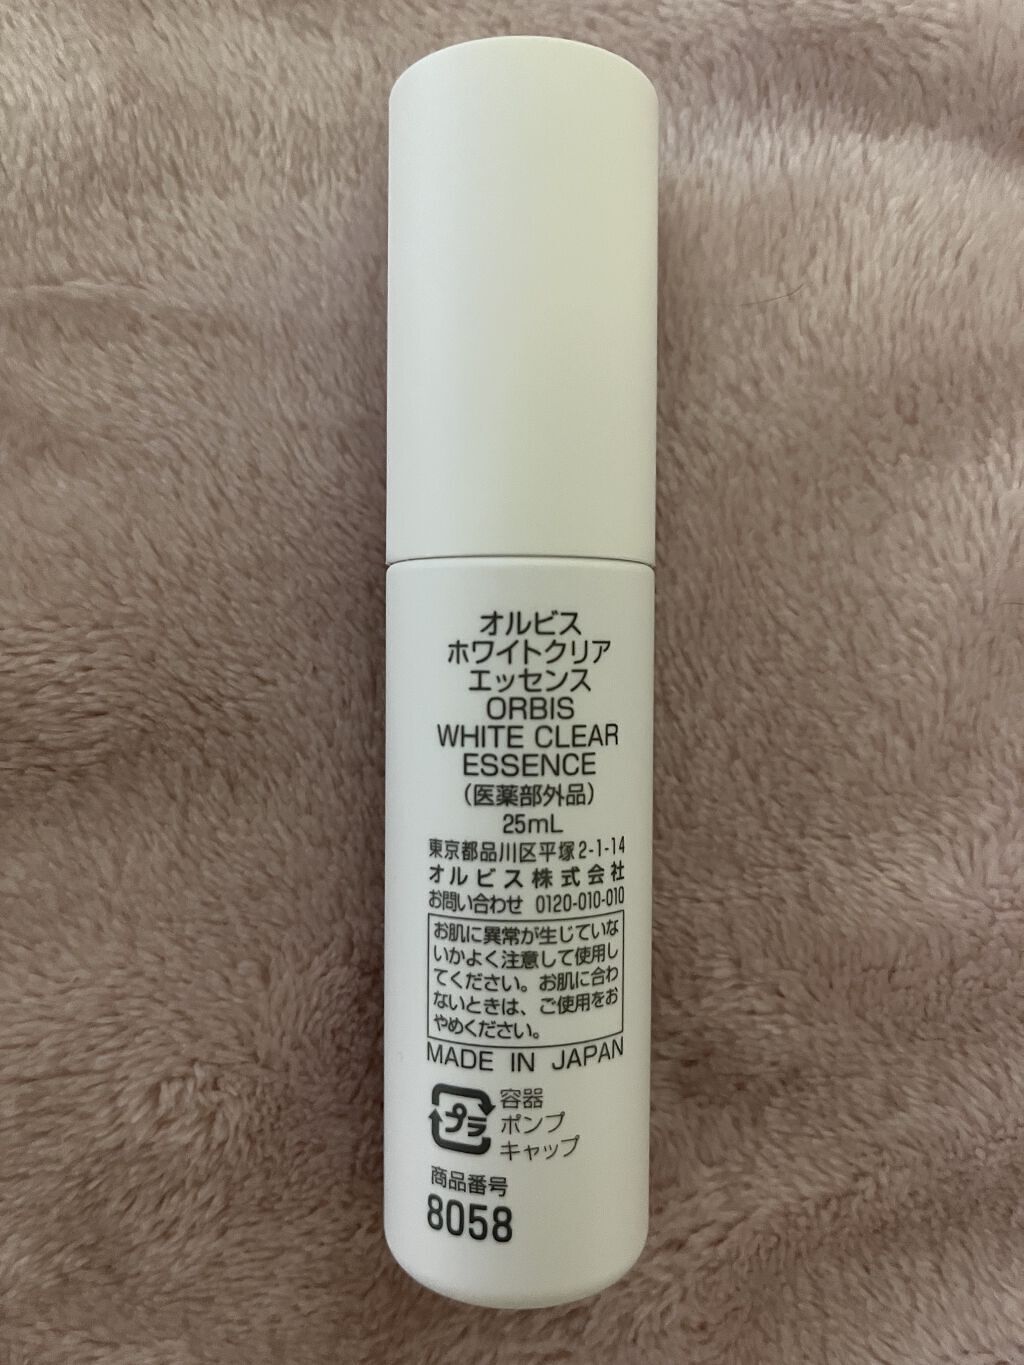 オルビス
ホワイトクリア
エッセンス
ORBIS
WHITE CLEAR
ESSENCE
(医薬部外品)
25mL
東京都品川区平塚2-1-14
オルビス株式会社
お問い合わせ 0120-010-010
お肌に異常が生じていな
いかよく注意して使用し
てください。お肌に合わ
ないときは、ご使用をお
やめください。
MADE IN JAPAN
プラ
容器
ポンプ
キャップ
商品番号
8058